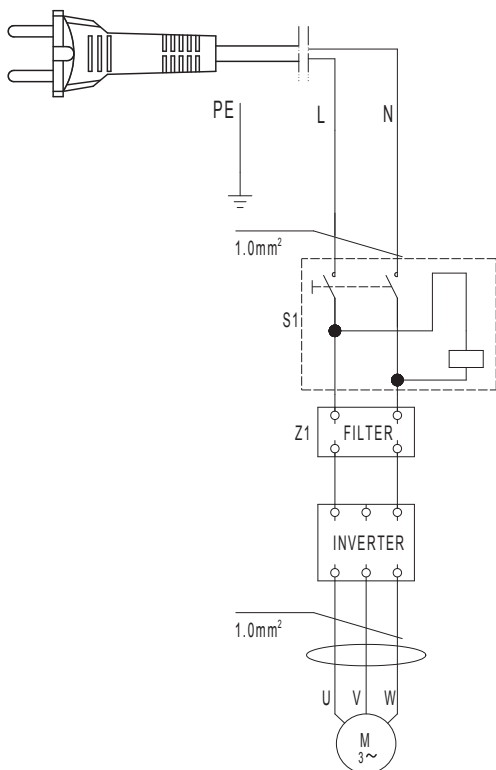 PE L N
1.0mm²
S1
Z1 FILTER
INVERTER
1.0mm²
U V W
M
3~